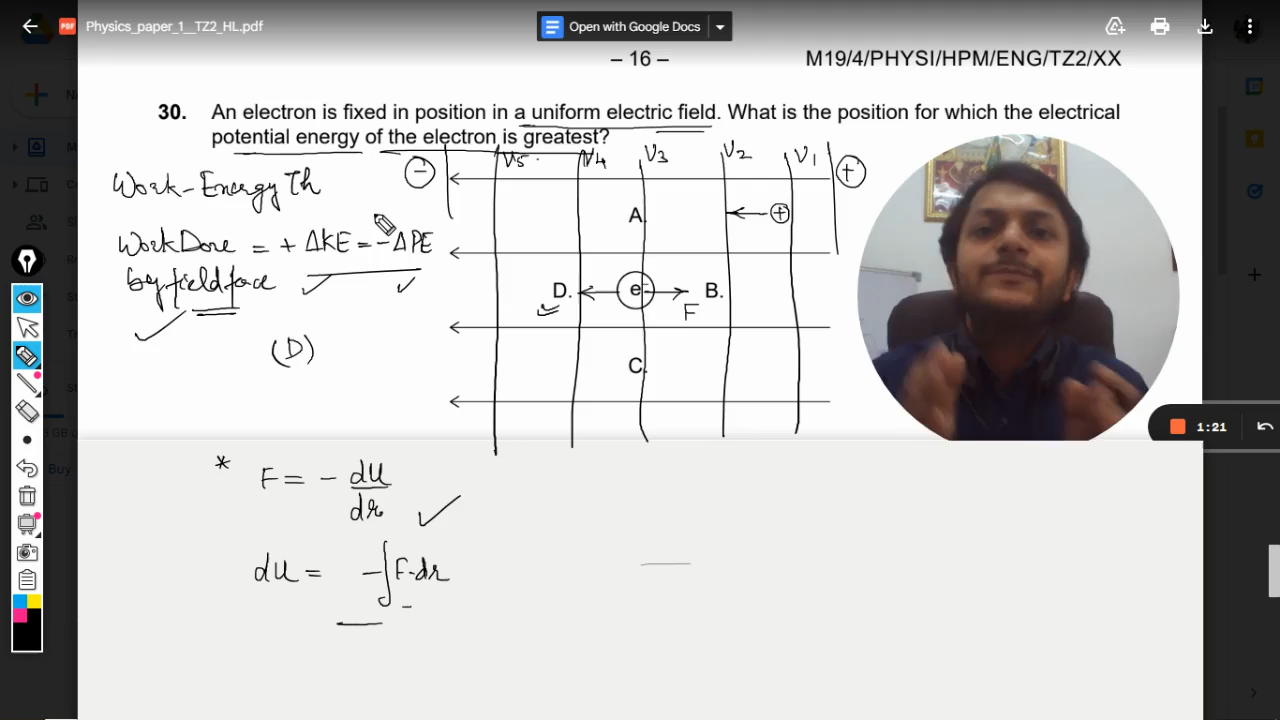 Physics_paper_1__TZ2_HL.pdf
Open with Google Docs
– 16 –
M19/4/PHYSI/HPM/ENG/TZ2/XX
30. An electron is fixed in position in a uniform electric field. What is the position for which the electrical
potential energy of the electron is greatest?
V5 V4 V3 V2 V1
− +
Work-Energy Th
A. +
Work Done = + ΔKE = − ΔPE
by field force
D. e⁻ B.
F
(D)
C.
1:21
* F = − dU/dr
dU = −∫F·dr